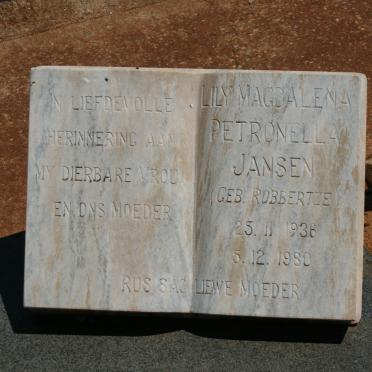 IN LIEFDEVOLLE
HERINNERING AAN
MY DIERBARE VROU
EN ONS MOEDER
LILY MAGDALENA
PETRONELLA
JANSEN
(GEB. ROBBERTZE
25. 11. 1936
5. 12. 1980
RUS SAG LIEWE MOEDER